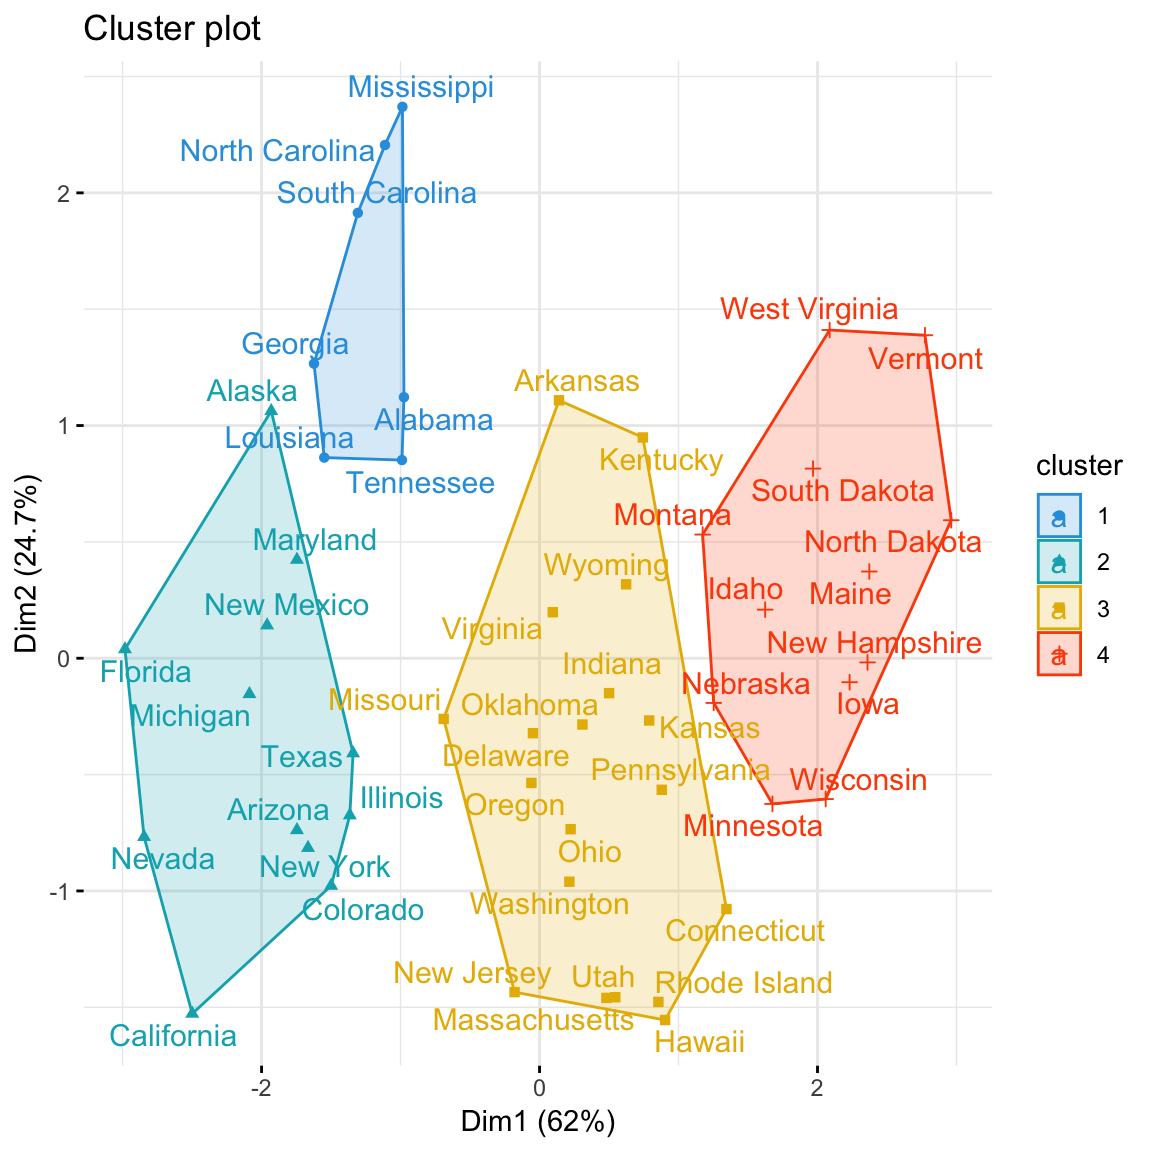 Cluster plot
Mississippi
North Carolina
South Carolina
2
West Virginia
Georgia
Vermont
Alaska
Arkansas
Alabama
1
Louisiana
Kentucky
cluster
Tennessee
South Dakota
a 1
Montana
Maryland
North Dakota
a 2
Wyoming
Idaho
Maine
New Mexico
a 3
Virginia
New Hampshire
0
a 4
Indiana
Florida
Nebraska
Missouri
Oklahoma
Iowa
Michigan
Kansas
Texas
Delaware
Pennsylvania
Wisconsin
Illinois
Oregon
Arizona
Minnesota
Ohio
Nevada
New York
-1
Washington
Colorado
Connecticut
New Jersey
Utah
Rhode Island
Massachusetts
California
Hawaii
-2
0
2
Dim1 (62%)
Dim2 (24.7%)